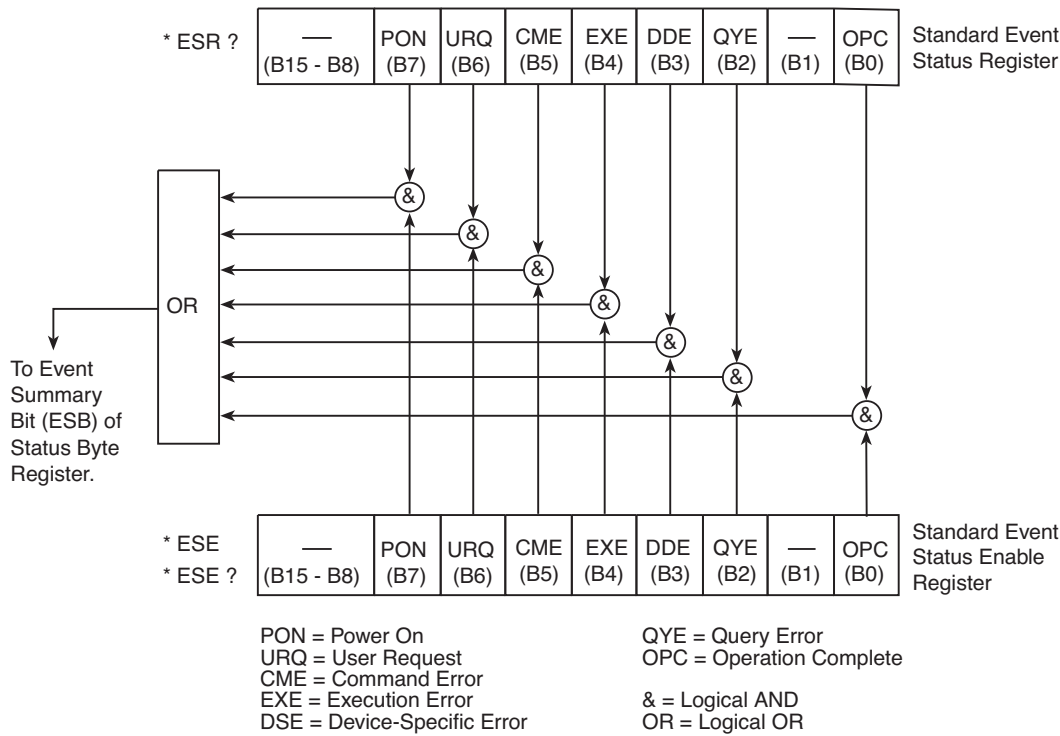 * ESR ?
— PON URQ CME EXE DDE QYE — OPC
(B15 - B8) (B7) (B6) (B5) (B4) (B3) (B2) (B1) (B0)
Standard Event
Status Register
&
&
&
&
&
&
&
OR
To Event
Summary
Bit (ESB) of
Status Byte
Register.
* ESE
* ESE ?
— PON URQ CME EXE DDE QYE — OPC
(B15 - B8) (B7) (B6) (B5) (B4) (B3) (B2) (B1) (B0)
Standard Event
Status Enable
Register
PON = Power On
URQ = User Request
CME = Command Error
EXE = Execution Error
DSE = Device-Specific Error
QYE = Query Error
OPC = Operation Complete
& = Logical AND
OR = Logical OR